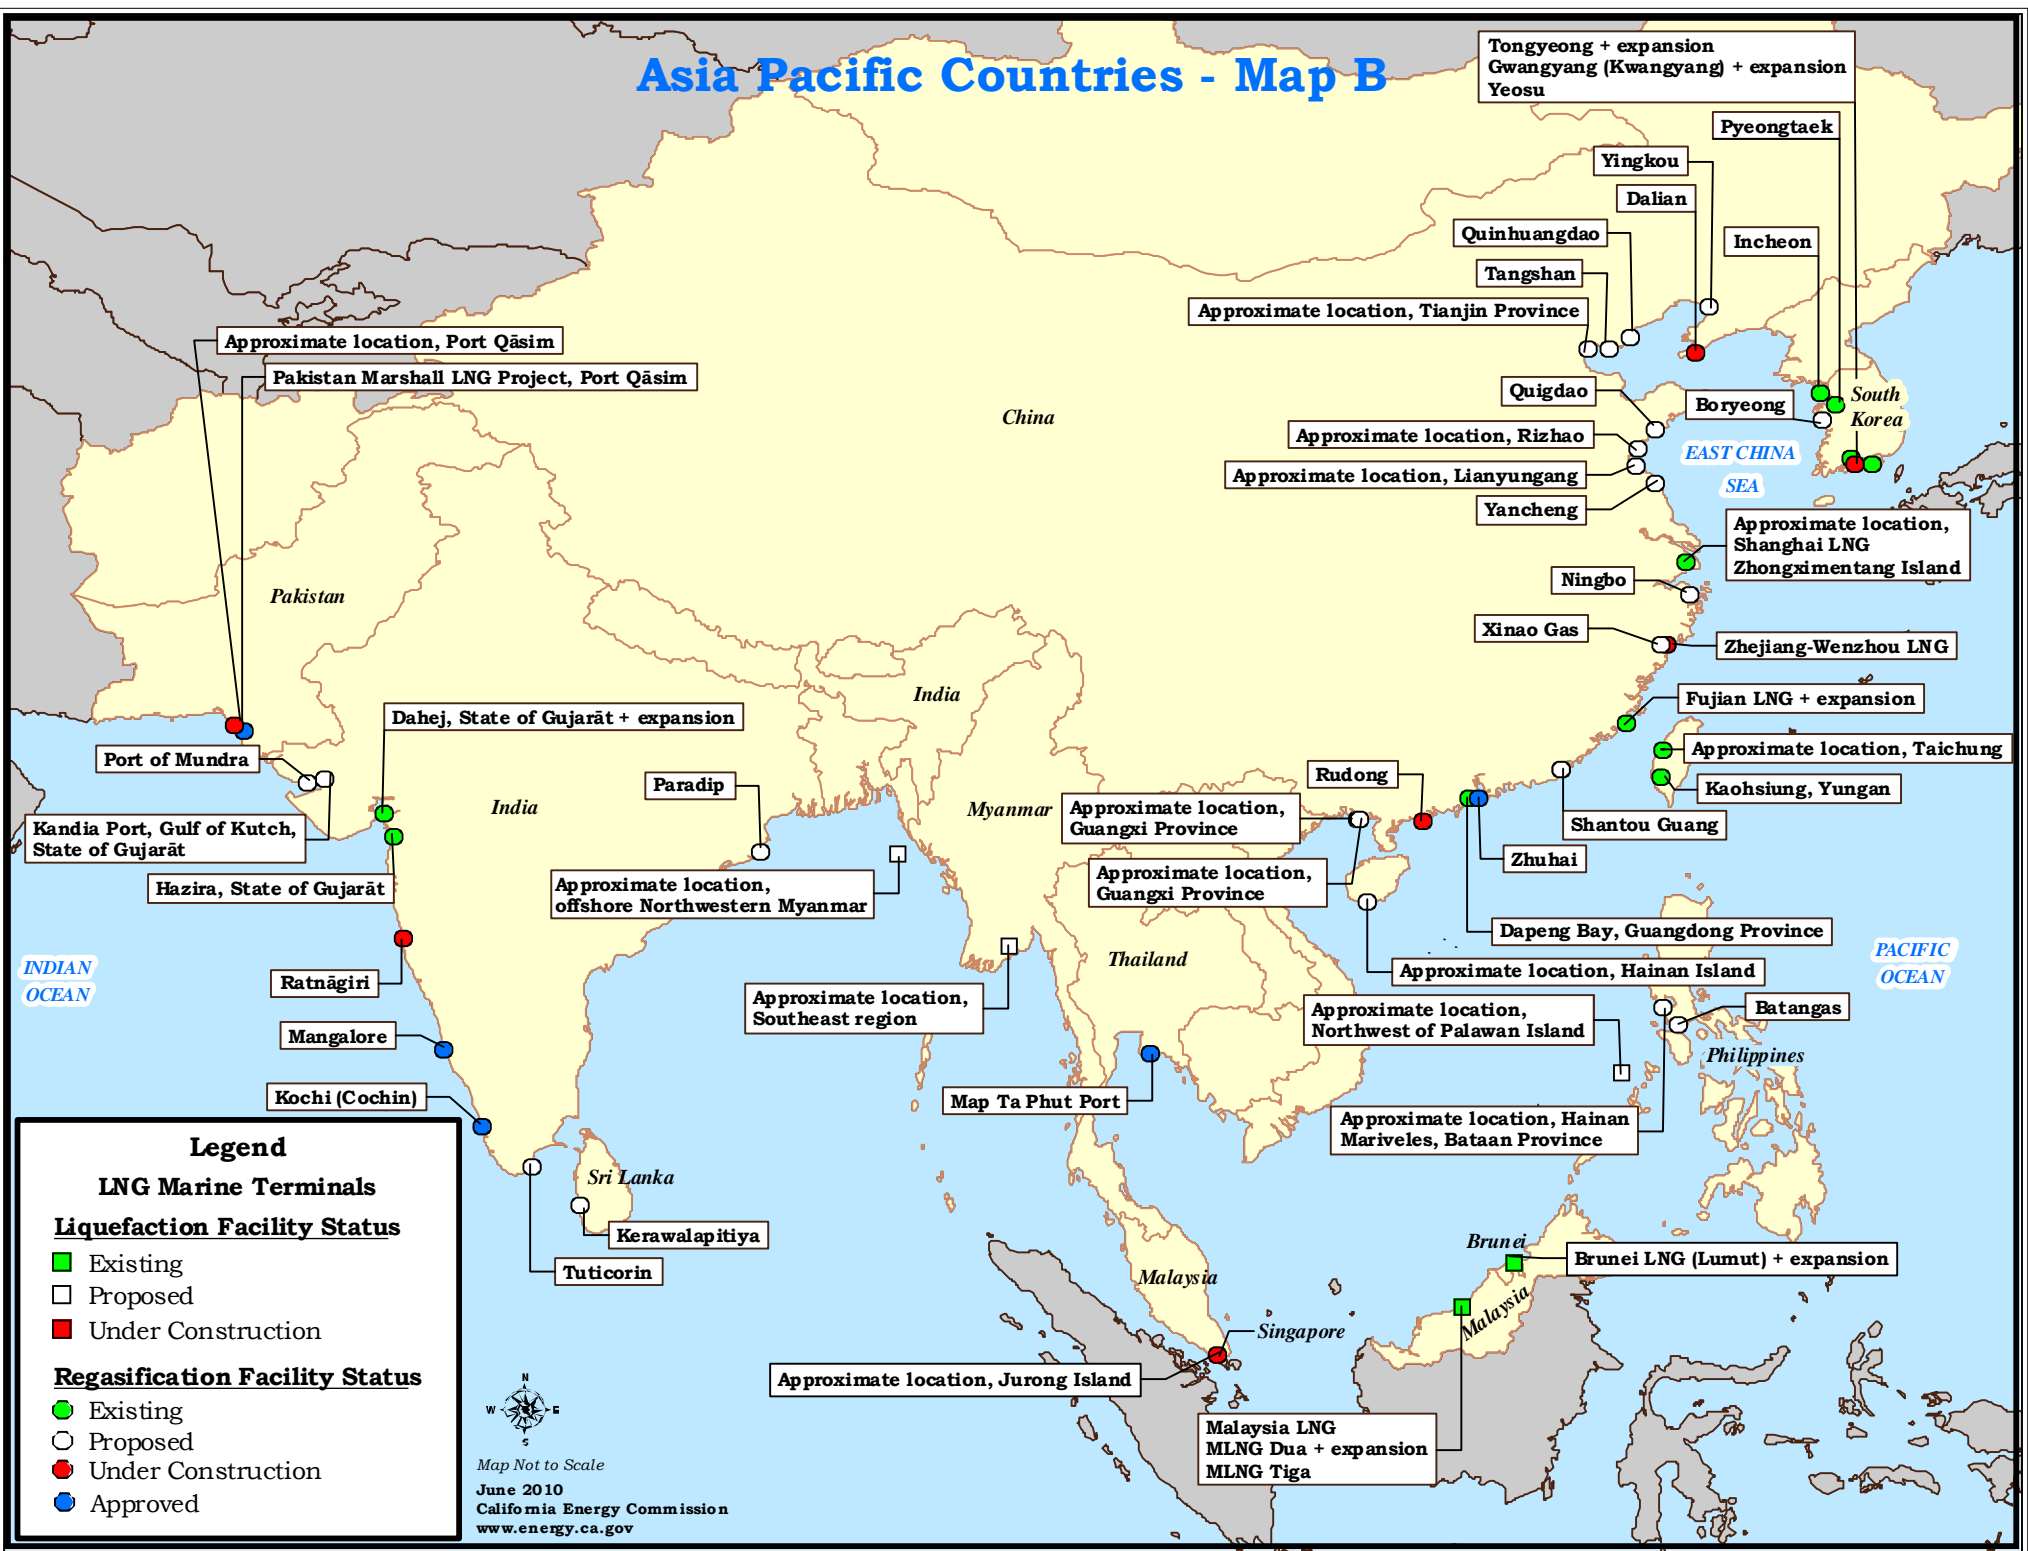 Asia Pacific Countries - Map B
Tongyeong + expansion
Gwangyang (Kwangyang) + expansion
Yeosu
Pyeongtaek
Yingkou
Dalian
Quinhuangdao
Incheon
Tangshan
Approximate location, Tianjin Province
Approximate location, Port Qāsim
Pakistan Marshall LNG Project, Port Qāsim
Quigdao
Boryeong
South
Korea
China
Approximate location, Rizhao
EAST CHINA
SEA
Approximate location, Lianyungang
Yancheng
Approximate location,
Shanghai LNG
Zhongximentang Island
Ningbo
Pakistan
Xinao Gas
Zhejiang-Wenzhou LNG
India
Fujian LNG + expansion
Dahej, State of Gujarāt + expansion
Approximate location, Taichung
Port of Mundra
Rudong
Paradip
Kaohsiung, Yungan
India
Myanmar
Approximate location,
Guangxi Province
Kandia Port, Gulf of Kutch,
State of Gujarāt
Shantou Guang
Zhuhai
Approximate location,
Guangxi Province
Hazira, State of Gujarāt
Approximate location,
offshore Northwestern Myanmar
Dapeng Bay, Guangdong Province
PACIFIC
OCEAN
INDIAN
OCEAN
Thailand
Approximate location, Hainan Island
Ratnāgiri
Approximate location,
Southeast region
Approximate location,
Northwest of Palawan Island
Batangas
Mangalore
Philippines
Kochi (Cochin)
Map Ta Phut Port
Approximate location, Hainan
Mariveles, Bataan Province
Sri Lanka
Kerawalapitiya
Tuticorin
Brunei
Brunei LNG (Lumut) + expansion
Malaysia
Malaysia
Singapore
Approximate location, Jurong Island
Malaysia LNG
MLNG Dua + expansion
MLNG Tiga
Legend
LNG Marine Terminals
Liquefaction Facility Status
Existing
Proposed
Under Construction
Regasification Facility Status
Existing
Proposed
Under Construction
Approved
N
W E
S
Map Not to Scale
June 2010
California Energy Commission
www.energy.ca.gov